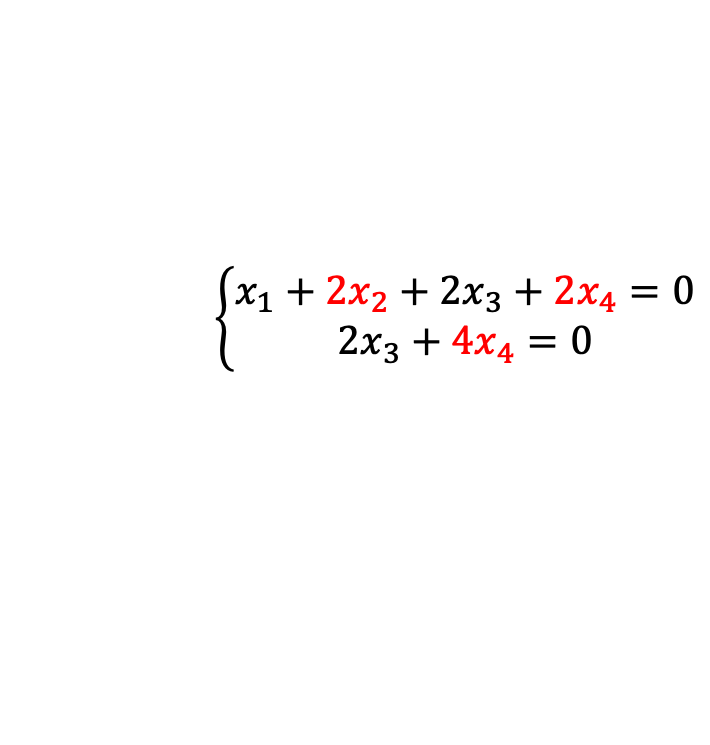 x₁ + 2x₂ + 2x₃ + 2x₄ = 0
2x₃ + 4x₄ = 0